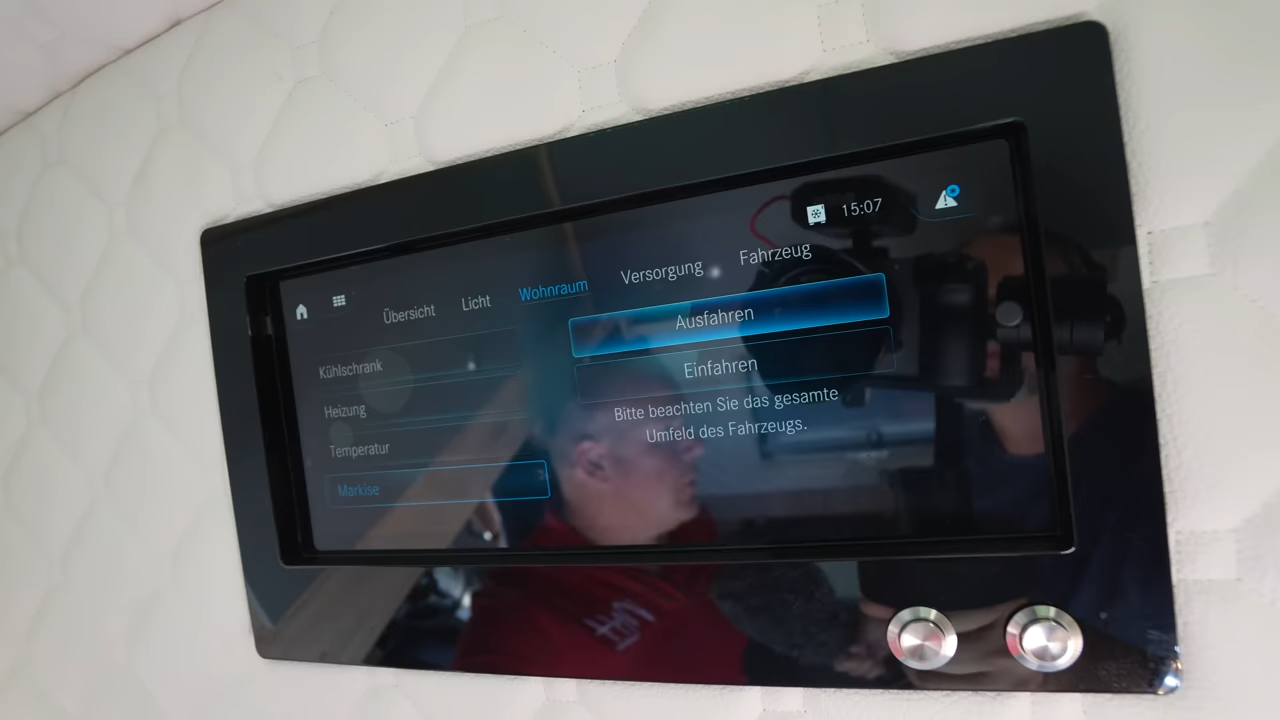 15:07
Übersicht Licht Wohnraum Versorgung Fahrzeug
Kühlschrank
Heizung
Temperatur
Markise
Ausfahren
Einfahren
Bitte beachten Sie das gesamte
Umfeld des Fahrzeugs.